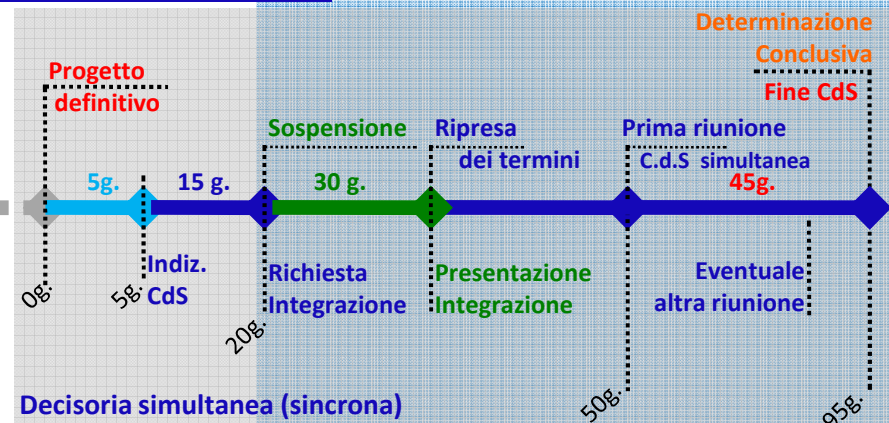 Determinazione
Conclusiva
Fine CdS
Progetto
definitivo
Sospensione
Ripresa
dei termini
Prima riunione
C.d.S simultanea
5g.
15 g.
30 g.
45g.
Indiz.
CdS
Richiesta
Integrazione
Presentazione
Integrazione
Eventuale
altra riunione
0g.
5g.
20g.
50g.
95g.
Decisoria simultanea (sincrona)